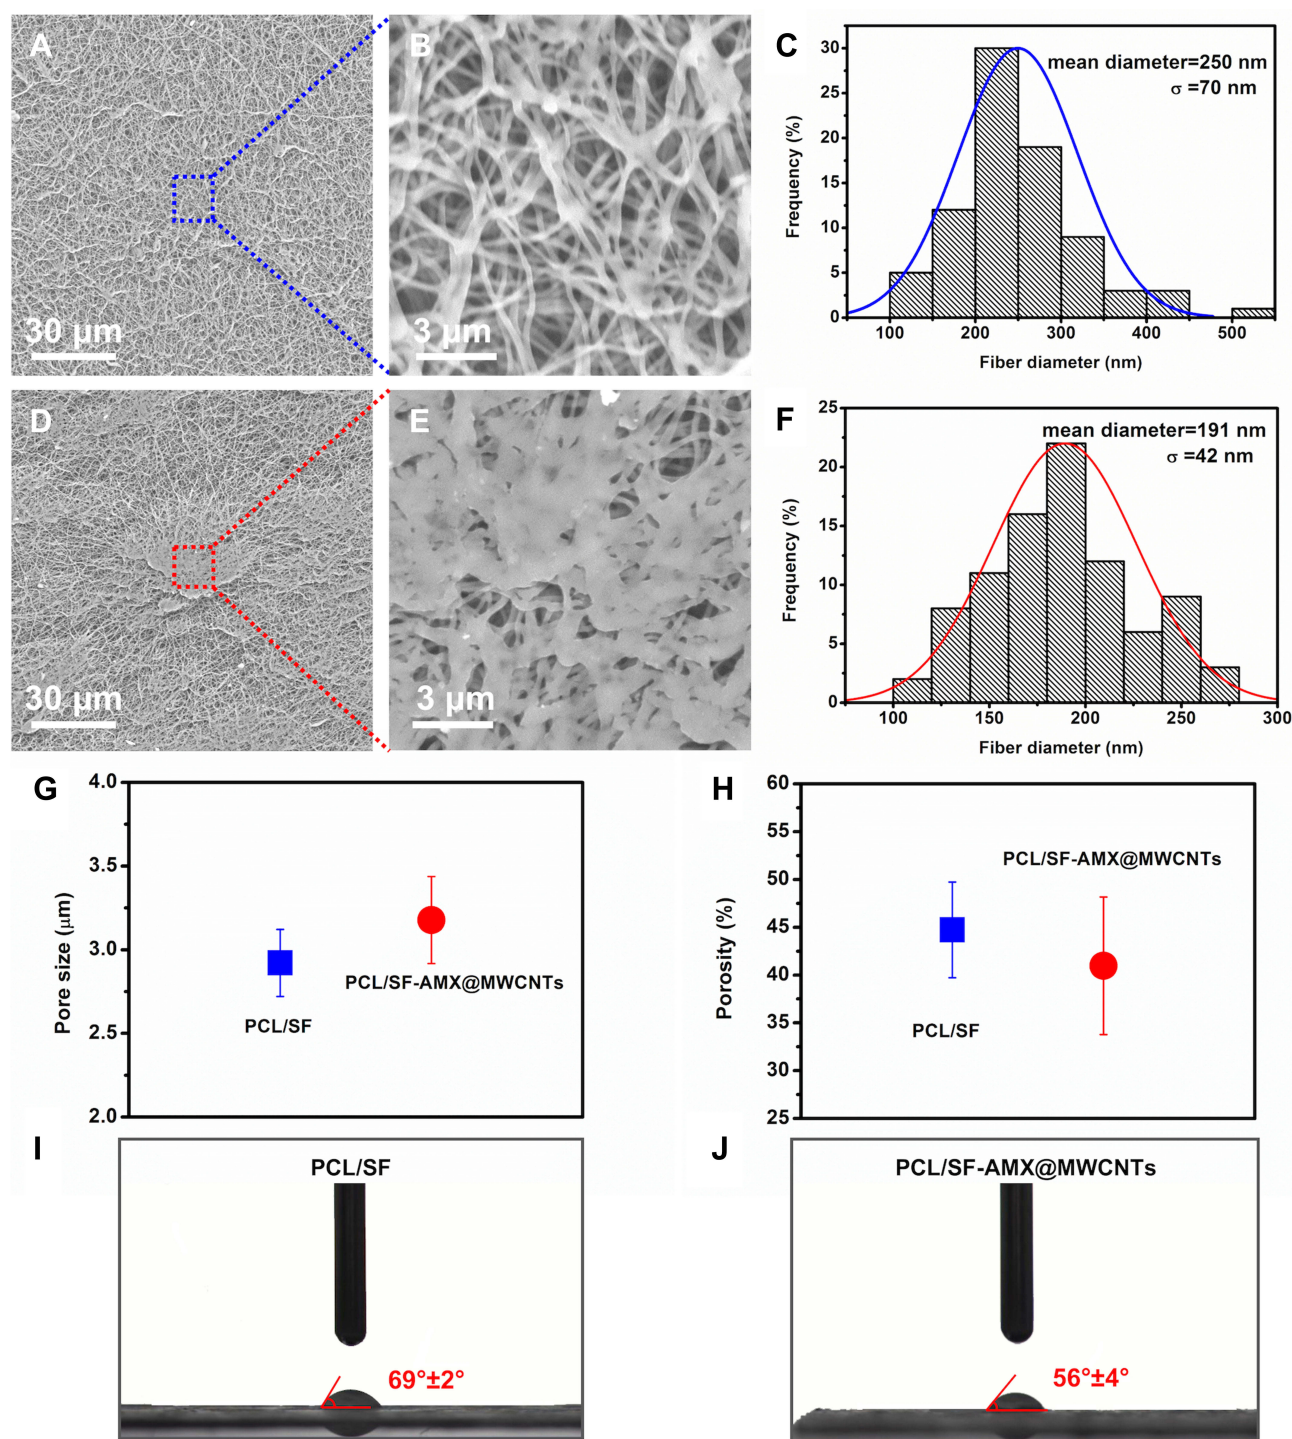 A
30 μm
B
3 μm
C
mean diameter=250 nm
σ =70 nm
30
25
20
15
10
5
0
Frequency (%)
100
200
300
400
500
Fiber diameter (nm)
D
30 μm
E
3 μm
F
mean diameter=191 nm
σ =42 nm
25
20
15
10
5
0
Frequency (%)
100
150
200
250
300
Fiber diameter (nm)
G
4.0
3.5
3.0
2.5
2.0
Pore size (μm)
PCL/SF
PCL/SF-AMX@MWCNTs
H
60
55
50
45
40
35
30
25
Porosity (%)
PCL/SF-AMX@MWCNTs
PCL/SF
I
PCL/SF
69°±2°
J
PCL/SF-AMX@MWCNTs
56°±4°